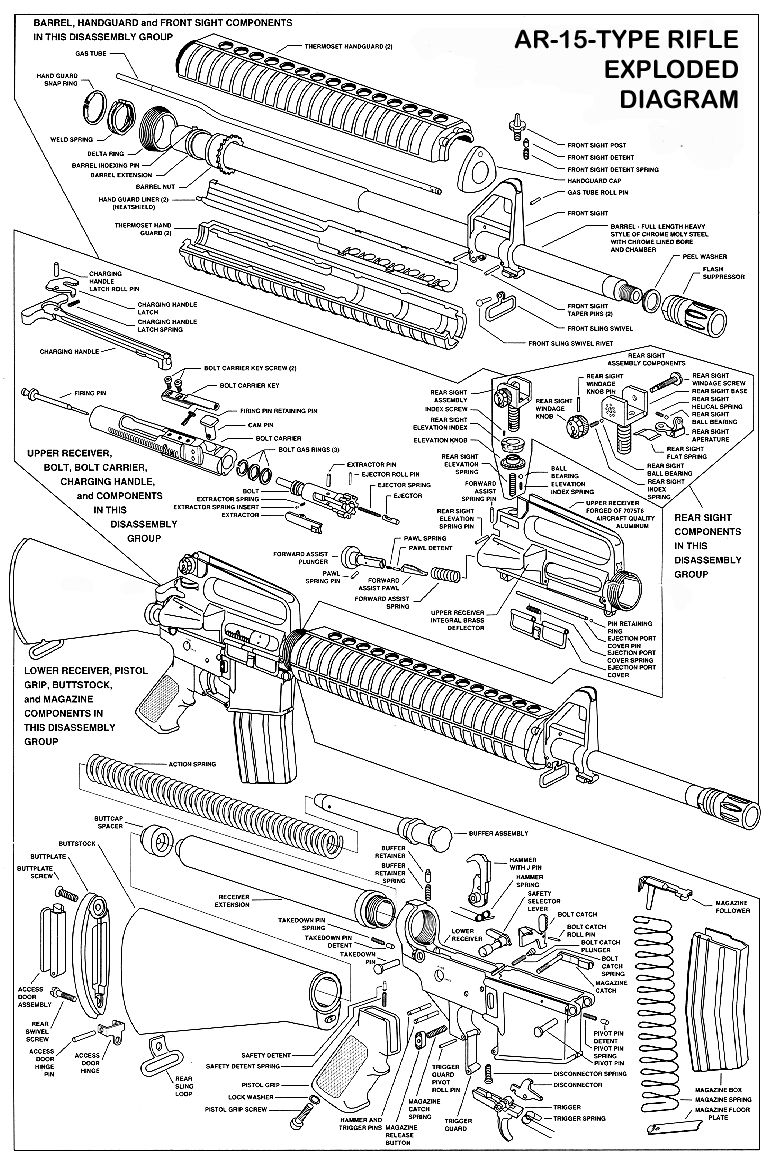 BARREL, HANDGUARD and FRONT SIGHT COMPONENTS
IN THIS DISASSEMBLY GROUP
AR-15-TYPE RIFLE
EXPLODED
DIAGRAM
GAS TUBE
THERMOSET HANDGUARD (2)
HAND GUARD
SNAP RING
WELD SPRING
DELTA RING
BARREL INDEXING PIN
BARREL EXTENSION
BARREL NUT
HAND GUARD LINER (2)
(HEATSHIELD)
THERMOSET HAND
GUARD (2)
FRONT SIGHT POST
FRONT SIGHT DETENT
FRONT SIGHT DETENT SPRING
HANDGUARD CAP
GAS TUBE ROLL PIN
FRONT SIGHT
BARREL - FULL LENGTH HEAVY
STYLE OF CHROME MOLY STEEL
WITH CHROME LINED BORE
AND CHAMBER
PEEL WASHER
FLASH
SUPPRESSOR
FRONT SIGHT
TAPER PINS (2)
FRONT SLING SWIVEL
FRONT SLING SWIVEL RIVET
CHARGING
HANDLE
LATCH ROLL PIN
CHARGING HANDLE
LATCH
CHARGING HANDLE
LATCH SPRING
CHARGING HANDLE
BOLT CARRIER KEY SCREW (2)
BOLT CARRIER KEY
FIRING PIN
FIRING PIN RETAINING PIN
CAM PIN
BOLT CARRIER
BOLT GAS RINGS (3)
EXTRACTOR PIN
EJECTOR ROLL PIN
EJECTOR SPRING
EJECTOR
BOLT
EXTRACTOR SPRING
EXTRACTOR SPRING INSERT
EXTRACTOR
UPPER RECEIVER,
BOLT, BOLT CARRIER,
CHARGING HANDLE,
and COMPONENTS
IN THIS
DISASSEMBLY
GROUP
REAR SIGHT
ASSEMBLY COMPONENTS
REAR SIGHT
ASSEMBLY
INDEX SCREW
REAR SIGHT
ELEVATION INDEX
ELEVATION KNOB
REAR SIGHT
ELEVATION
SPRING
FORWARD
ASSIST
SPRING PIN
REAR SIGHT
ELEVATION
SPRING PIN
REAR SIGHT
WINDAGE
KNOB PIN
REAR SIGHT
WINDAGE
KNOB
REAR SIGHT
WINDAGE SCREW
REAR SIGHT BASE
REAR SIGHT
HELICAL SPRING
REAR SIGHT
BALL BEARING
REAR SIGHT
APERATURE
REAR SIGHT
FLAT SPRING
REAR SIGHT
BALL BEARING
REAR SIGHT
INDEX
SPRING
BALL
BEARING
ELEVATION
INDEX SPRING
UPPER RECEIVER
FORGED OF 7075T6
AIRCRAFT QUALITY
ALUMINUM
REAR SIGHT
COMPONENTS
IN THIS
DISASSEMBLY
GROUP
FORWARD ASSIST
PLUNGER
PAWL SPRING
PAWL DETENT
PAWL
SPRING PIN
FORWARD
ASSIST PAWL
FORWARD ASSIST
SPRING
UPPER RECEIVER
INTEGRAL BRASS
DEFLECTOR
PIN RETAINING
RING
EJECTION PORT
COVER PIN
EJECTION PORT
COVER SPRING
EJECTION PORT
COVER
LOWER RECEIVER, PISTOL
GRIP, BUTTSTOCK,
and MAGAZINE
COMPONENTS IN
THIS DISASSEMBLY
GROUP
ACTION SPRING
BUFFER ASSEMBLY
BUTTCAP
SPACER
BUTTSTOCK
BUTTPLATE
BUTTPLATE
SCREW
RECEIVER
EXTENSION
BUFFER
RETAINER
BUFFER
RETAINER
SPRING
HAMMER
WITH J PIN
HAMMER
SPRING
SAFETY
SELECTOR
LEVER
BOLT CATCH
BOLT CATCH
ROLL PIN
BOLT CATCH
PLUNGER
BOLT
CATCH
SPRING
MAGAZINE
CATCH
MAGAZINE
FOLLOWER
TAKEDOWN PIN
SPRING
TAKEDOWN PIN
DETENT
TAKEDOWN
PIN
LOWER
RECEIVER
ACCESS
DOOR
ASSEMBLY
REAR
SWIVEL
SCREW
ACCESS
DOOR
HINGE
PIN
ACCESS
DOOR
HINGE
REAR
SLING
LOOP
SAFETY DETENT
SAFETY DETENT SPRING
PISTOL GRIP
LOCK WASHER
PISTOL GRIP SCREW
HAMMER AND
TRIGGER PINS
MAGAZINE
RELEASE
BUTTON
MAGAZINE
CATCH
SPRING
TRIGGER
GUARD
PIVOT
ROLL PIN
TRIGGER
GUARD
PIVOT PIN
DETENT
PIVOT PIN
SPRING
PIVOT PIN
DISCONNECTOR SPRING
DISCONNECTOR
TRIGGER
TRIGGER SPRING
MAGAZINE BOX
MAGAZINE SPRING
MAGAZINE FLOOR
PLATE